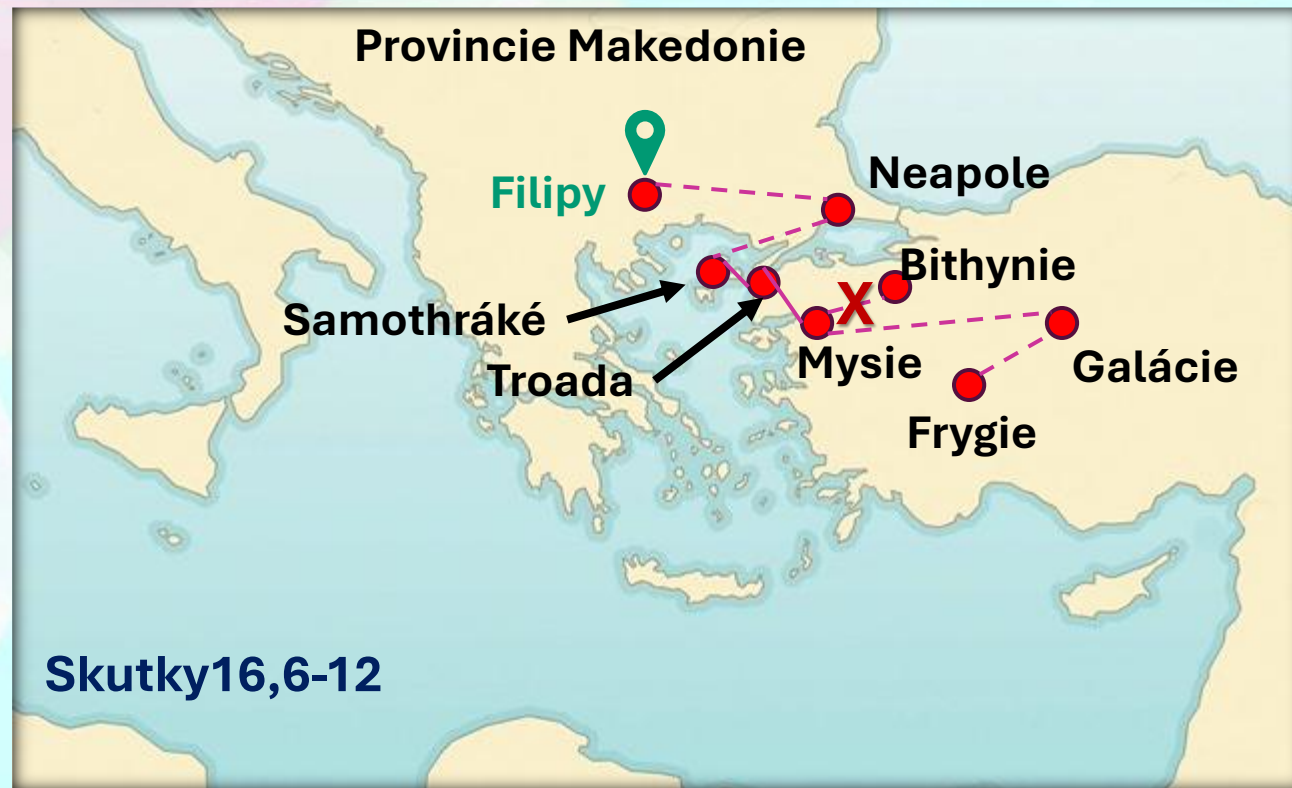 Provincie Makedonie
Neapole
Filipy
Bithynie
X
Samothráké
Mysie
Galácie
Troada
Frygie
Skutky16,6-12